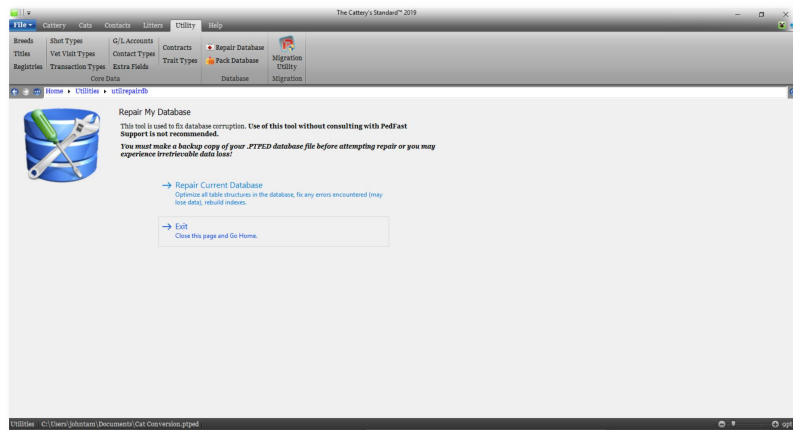 The Cattery's Standard™ 2019
File Cattery Cats Contacts Litters Utility Help
Breeds Shot Types G/L Accounts
Titles Vet Visit Types Contact Types
Registries Transaction Types Extra Fields
Contracts
Trait Types
Core Data
Repair Database
Pack Database
Database
Migration
Utility
Migration
Home Utilities utilrepairdb
Repair My Database
This tool is used to fix database corruption. Use of this tool without consulting with PedFast
Support is not recommended.
You must make a backup copy of your .PTPED database file before attempting repair or you may
experience irretrievable data loss!
Repair Current Database
Optimize all table structures in the database, fix any errors encountered (may
lose data), rebuild indexes.
Exit
Close this page and Go Home.
Utilities C:\Users\johntam\Documents\Cat Conversion.ptped
9pt